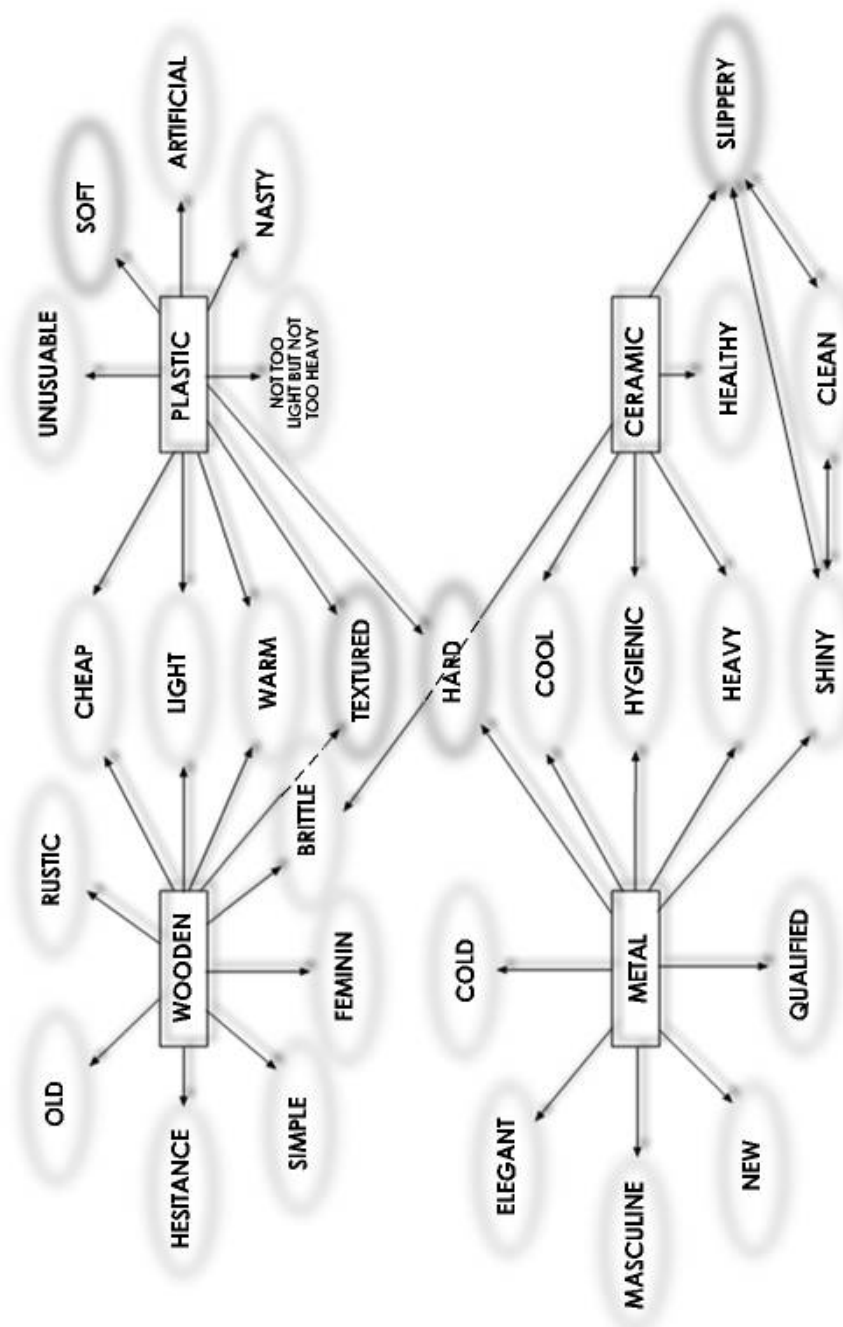 OLD
RUSTIC
UNUSUABLE
CHEAP
SOFT
HESITANCE
WOODEN
LIGHT
PLASTIC
ARTIFICIAL
SIMPLE
WARM
NASTY
NOT TOO
LIGHT BUT NOT
TOO HEAVY
BRITTLE
FEMININ
TEXTURED
COLD
HARD
ELEGANT
COOL
MASCULINE
METAL
HYGIENIC
CERAMIC
NEW
HEAVY
HEALTHY
SLIPPERY
QUALIFIED
SHINY
CLEAN